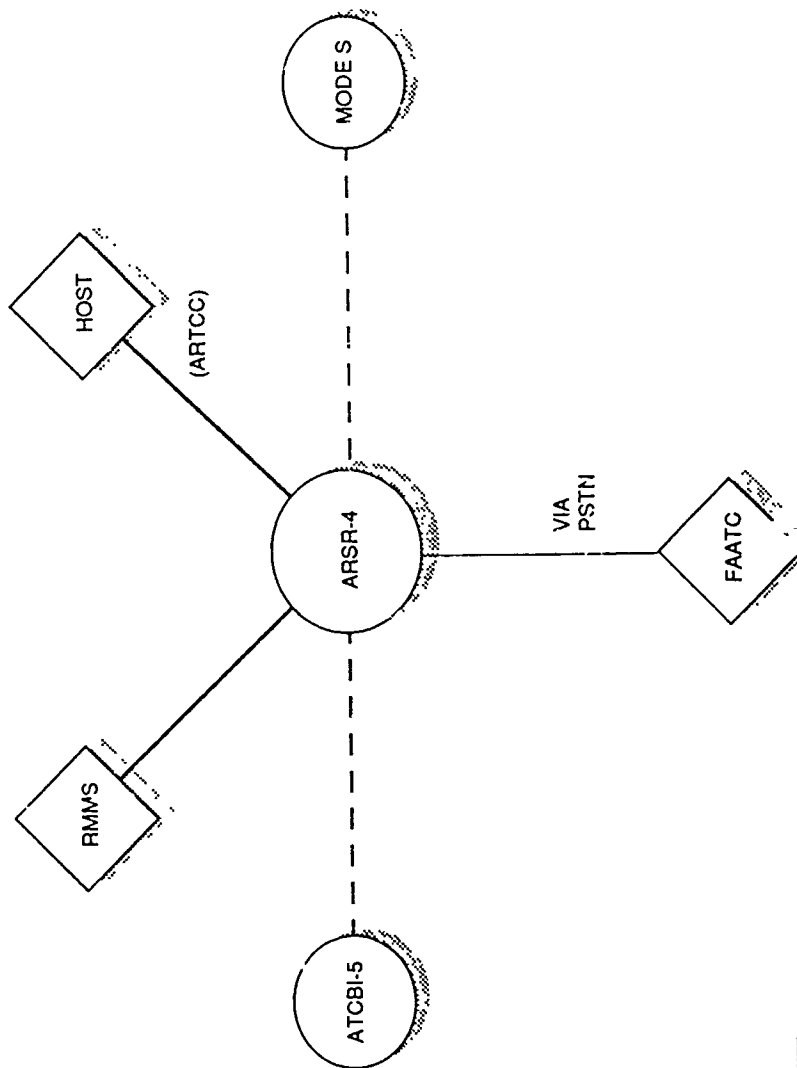 RMMS
HOST
(ARTCC)
ATCBI-5
ARSR-4
MODE S
VIA
PSTN
FAATC